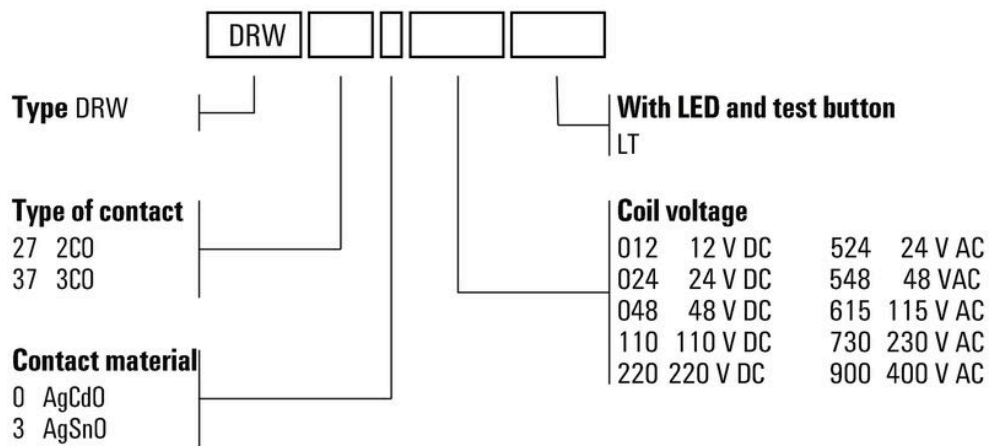 DRW
Type DRW
With LED and test button
LT
Type of contact
27 2CO
37 3CO
Coil voltage
012 12 V DC 524 24 V AC
024 24 V DC 548 48 VAC
048 48 V DC 615 115 V AC
110 110 V DC 730 230 V AC
220 220 V DC 900 400 V AC
Contact material
0 AgCdO
3 AgSnO